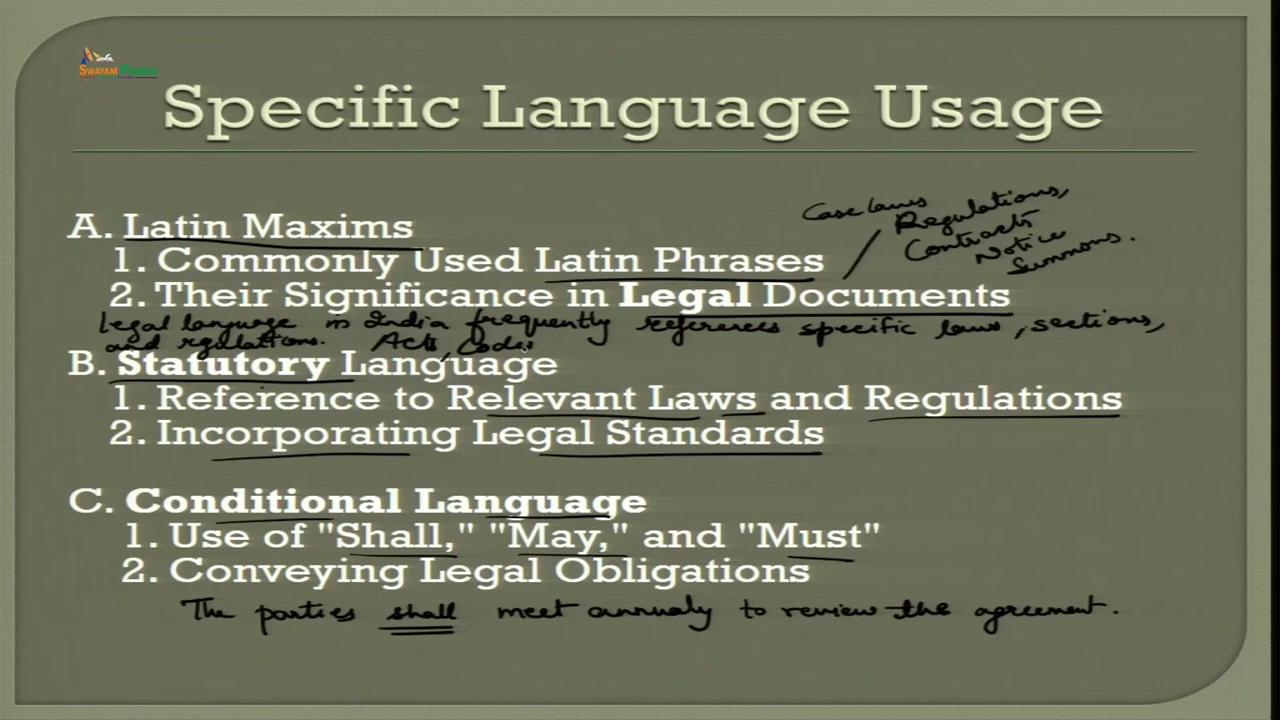 SWAYAM
Specific Language Usage
A. Latin Maxims
1. Commonly Used Latin Phrases
2. Their Significance in Legal Documents
Case laws
Regulations,
Contracts
Notice
Summons.
Legal language in India frequently references specific laws, sections,
and rgulations. Acts, Codes
B. Statutory Language
1. Reference to Relevant Laws and Regulations
2. Incorporating Legal Standards
C. Conditional Language
1. Use of "Shall," "May," and "Must"
2. Conveying Legal Obligations
The parties shall meet annualy to review the agreement.